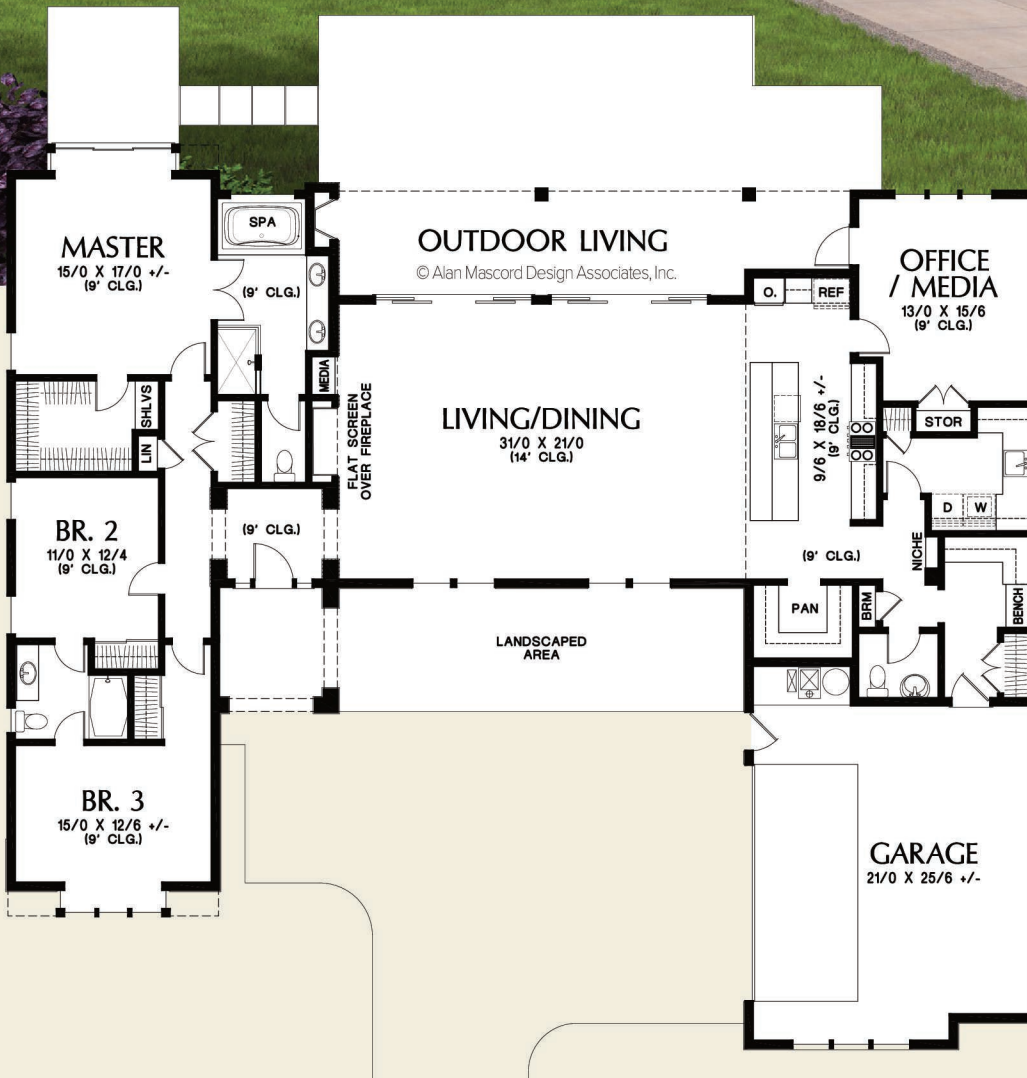 MASTER
15/0 X 17/0 +/-
(9' CLG.)
SPA
(9' CLG.)
OUTDOOR LIVING
© Alan Mascord Design Associates, Inc.
O.
REF
OFFICE
/ MEDIA
13/0 X 15/6
(9' CLG.)
SHLVS
LIN
MEDIA
FLAT SCREEN
OVER FIREPLACE
LIVING/DINING
31/0 X 21/0
(14' CLG.)
9/6 X 18/6 +/-
(9' CLG.)
STOR
D
W
BR. 2
11/0 X 12/4
(9' CLG.)
(9' CLG.)
(9' CLG.)
NICHE
BENCH
PAN
BRM
LANDSCAPED
AREA
BR. 3
15/0 X 12/6 +/-
(9' CLG.)
GARAGE
21/0 X 25/6 +/-